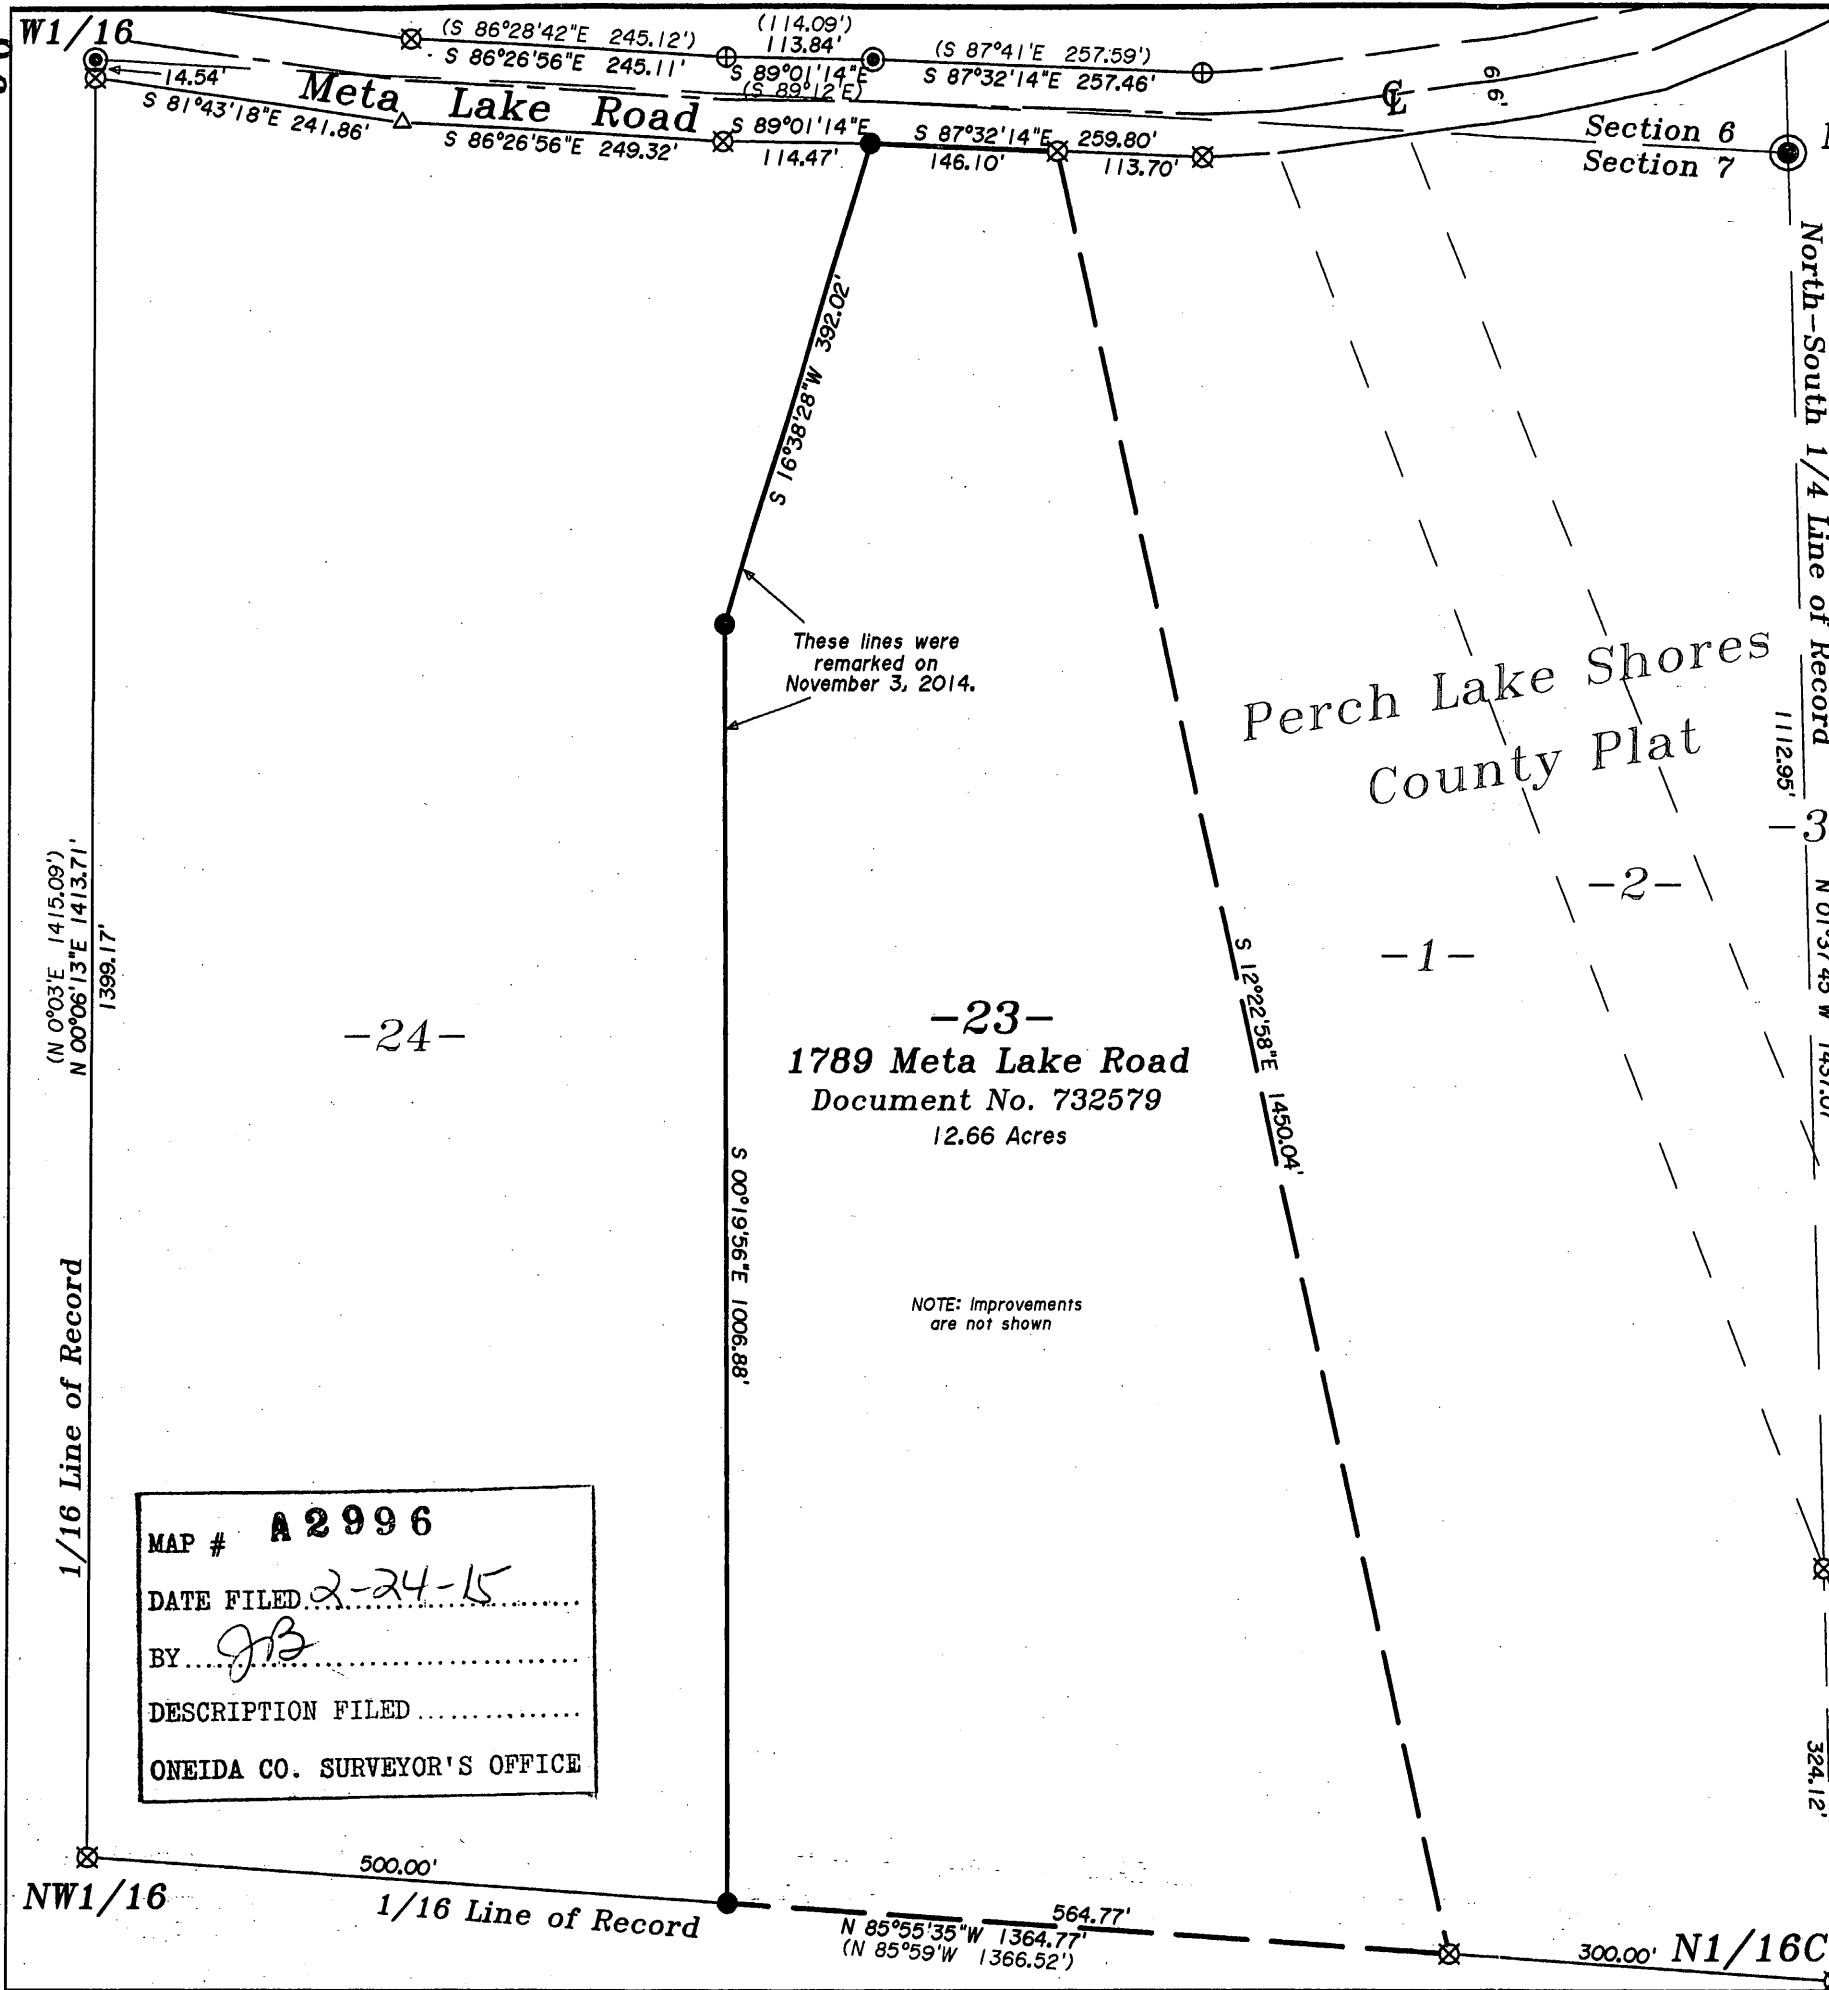 W1/16
(S 86°28'42"E 245.12')
S 86°26'56"E 245.11'
(114.09')
113.84'
S 89°01'14"E
(S 89°12'E)
(S 87°41'E 257.59')
S 87°32'14"E 257.46'
14.54'
S 81°43'18"E 241.86'
Meta Lake Road
S 86°26'56"E 249.32'
S 89°01'14"E
114.47'
S 87°32'14"E 259.80'
146.10'
113.70'
CL
66'
Section 6
Section 7
North-South 1/4 Line of Record
1112.95'
S 16°38'28"W 392.02'
These lines were
remarked on
November 3, 2014.
Perch Lake Shores
County Plat
-3
-2-
-1-
(N 0°03'E 1415.09')
N 00°06'13"E 1413.71'
1399.17'
-24-
-23-
1789 Meta Lake Road
Document No. 732579
12.66 Acres
S 12°22'58"E 1450.04'
S 00°19'56"E 1006.88'
NOTE: Improvements
are not shown
1/16 Line of Record
MAP # A2996
DATE FILED 2-24-15
BY JB
DESCRIPTION FILED
ONEIDA CO. SURVEYOR'S OFFICE
324.12'
NW1/16
500.00'
1/16 Line of Record
564.77'
N 85°55'35"W 1364.77'
(N 85°59'W 1366.52')
300.00'
N1/16C